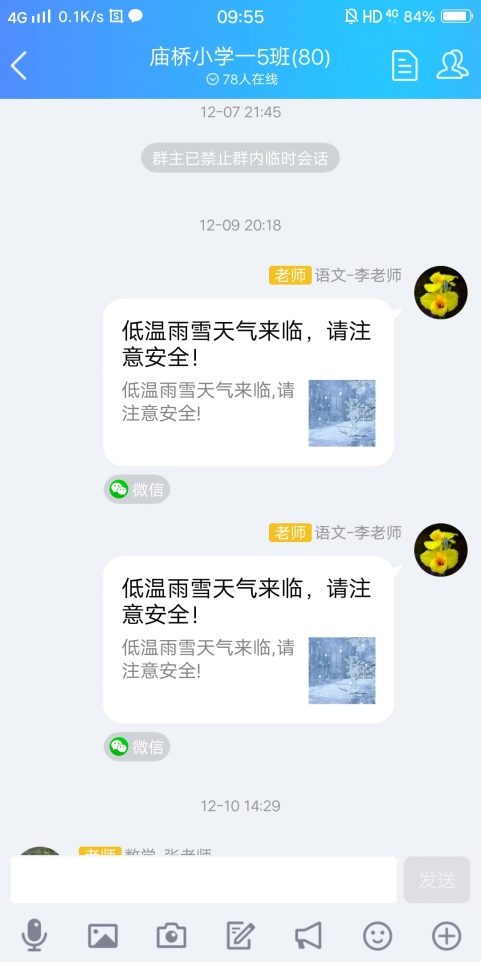 4G 0.1K/s 09:55 HD 4G 84%
庙桥小学一5班(80)
78人在线
12-07 21:45
群主已禁止群内临时会话
12-09 20:18
老师 语文-李老师
低温雨雪天气来临，请注
意安全！
低温雨雪天气来临,请
注意安全!
微信
老师 语文-李老师
低温雨雪天气来临，请注
意安全！
低温雨雪天气来临,请
注意安全!
微信
12-10 14:29
老师 数学-张老师
发送